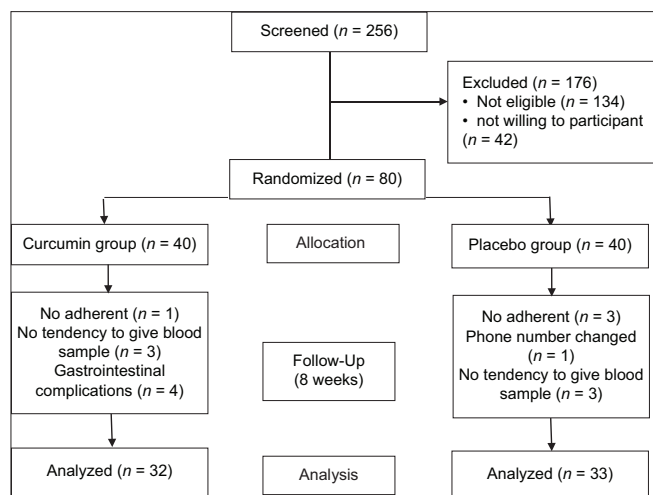 Screened (n = 256)
Excluded (n = 176)
• Not eligible (n = 134)
• not willing to participant
(n = 42)
Randomized (n = 80)
Curcumin group (n = 40)
Allocation
Placebo group (n = 40)
No adherent (n = 1)
No tendency to give blood
sample (n = 3)
Gastrointestinal
complications (n = 4)
Follow-Up
(8 weeks)
No adherent (n = 3)
Phone number changed
(n = 1)
No tendency to give blood
sample (n = 3)
Analyzed (n = 32)
Analysis
Analyzed (n = 33)